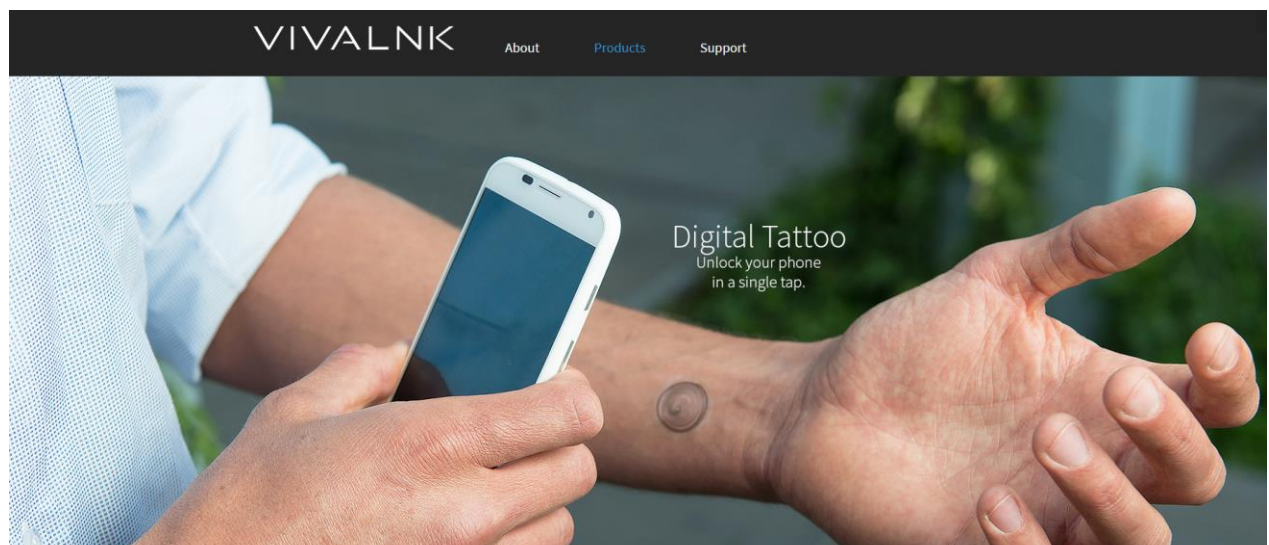 VIVALNK
About
Products
Support
Digital Tattoo
Unlock your phone
in a single tap.